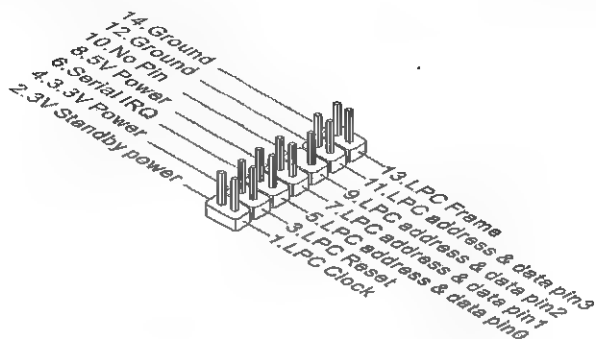 14.Ground
12.Ground
10.No Pin
8.5V Power
6.Serial IRQ
4.3.3V Power
2.3V Standby power
13.LPC Frame
11.LPC address & data pin3
9.LPC address & data pin2
7.LPC address & data pin1
5.LPC address & data pin0
3.LPC Reset
1.LPC Clock